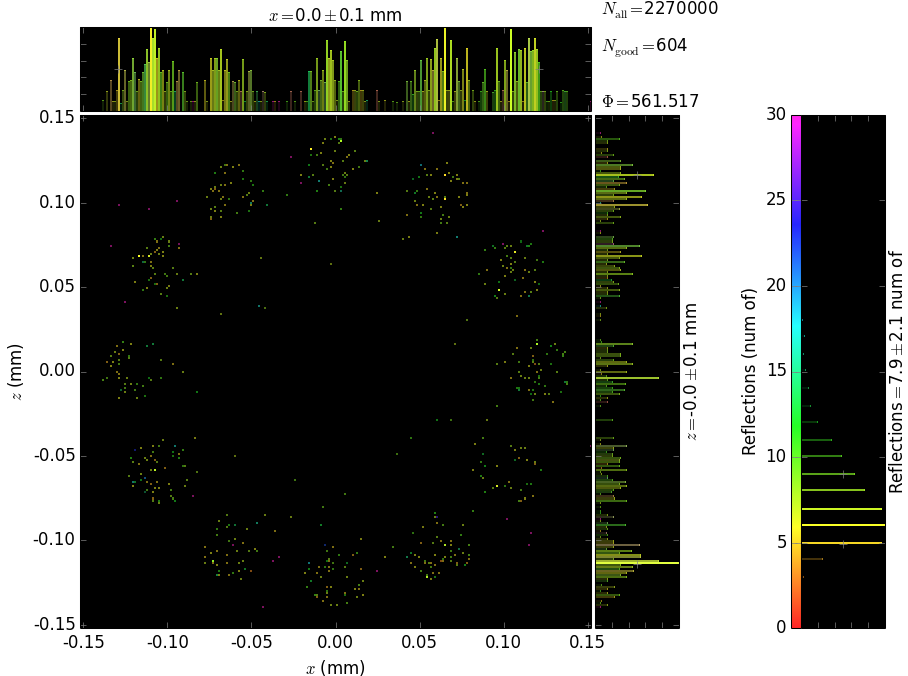 x=0.0±0.1 mm
N_all=2270000
N_good=604
Φ=561.517
0.15
0.10
0.05
0.00
-0.05
-0.10
-0.15
z (mm)
-0.15 -0.10 -0.05 0.00 0.05 0.10 0.15
x (mm)
z=-0.0±0.1 mm
30
25
20
15
10
5
0
Reflections (num of)
Reflections=7.9±2.1 num of